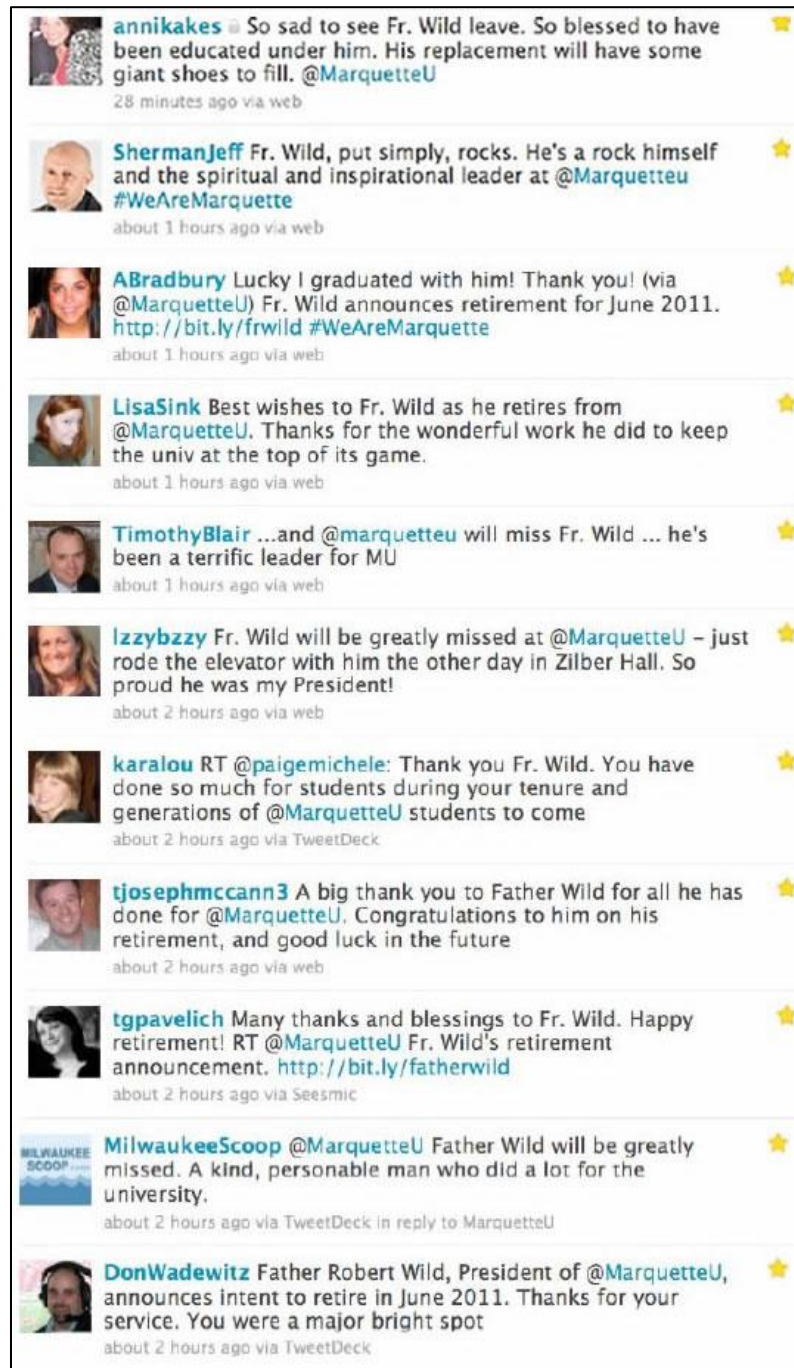 annikakes So sad to see Fr. Wild leave. So blessed to have
been educated under him. His replacement will have some
giant shoes to fill. @MarquetteU
28 minutes ago via web
ShermanJeff Fr. Wild, put simply, rocks. He's a rock himself
and the spiritual and inspirational leader at @Marquetteu
#WeAreMarquette
about 1 hours ago via web
ABradbury Lucky I graduated with him! Thank you! (via
@MarquetteU) Fr. Wild announces retirement for June 2011.
http://bit.ly/frwild #WeAreMarquette
about 1 hours ago via web
LisaSink Best wishes to Fr. Wild as he retires from
@MarquetteU. Thanks for the wonderful work he did to keep
the univ at the top of its game.
about 1 hours ago via web
TimothyBlair ...and @marquetteu will miss Fr. Wild ... he's
been a terrific leader for MU
about 1 hours ago via web
Izzybzzy Fr. Wild will be greatly missed at @MarquetteU – just
rode the elevator with him the other day in Zilber Hall. So
proud he was my President!
about 2 hours ago via web
karalou RT @paigemichele: Thank you Fr. Wild. You have
done so much for students during your tenure and
generations of @MarquetteU students to come
about 2 hours ago via TweetDeck
tjosephmccann3 A big thank you to Father Wild for all he has
done for @MarquetteU. Congratulations to him on his
retirement, and good luck in the future
about 2 hours ago via web
tgpavelich Many thanks and blessings to Fr. Wild. Happy
retirement! RT @MarquetteU Fr. Wild's retirement
announcement. http://bit.ly/fatherwild
about 2 hours ago via Seesmic
MILWAUKEE
SCOOP
MilwaukeeScoop @MarquetteU Father Wild will be greatly
missed. A kind, personable man who did a lot for the
university.
about 2 hours ago via TweetDeck in reply to MarquetteU
DonWadewitz Father Robert Wild, President of @MarquetteU,
announces intent to retire in June 2011. Thanks for your
service. You were a major bright spot
about 2 hours ago via TweetDeck